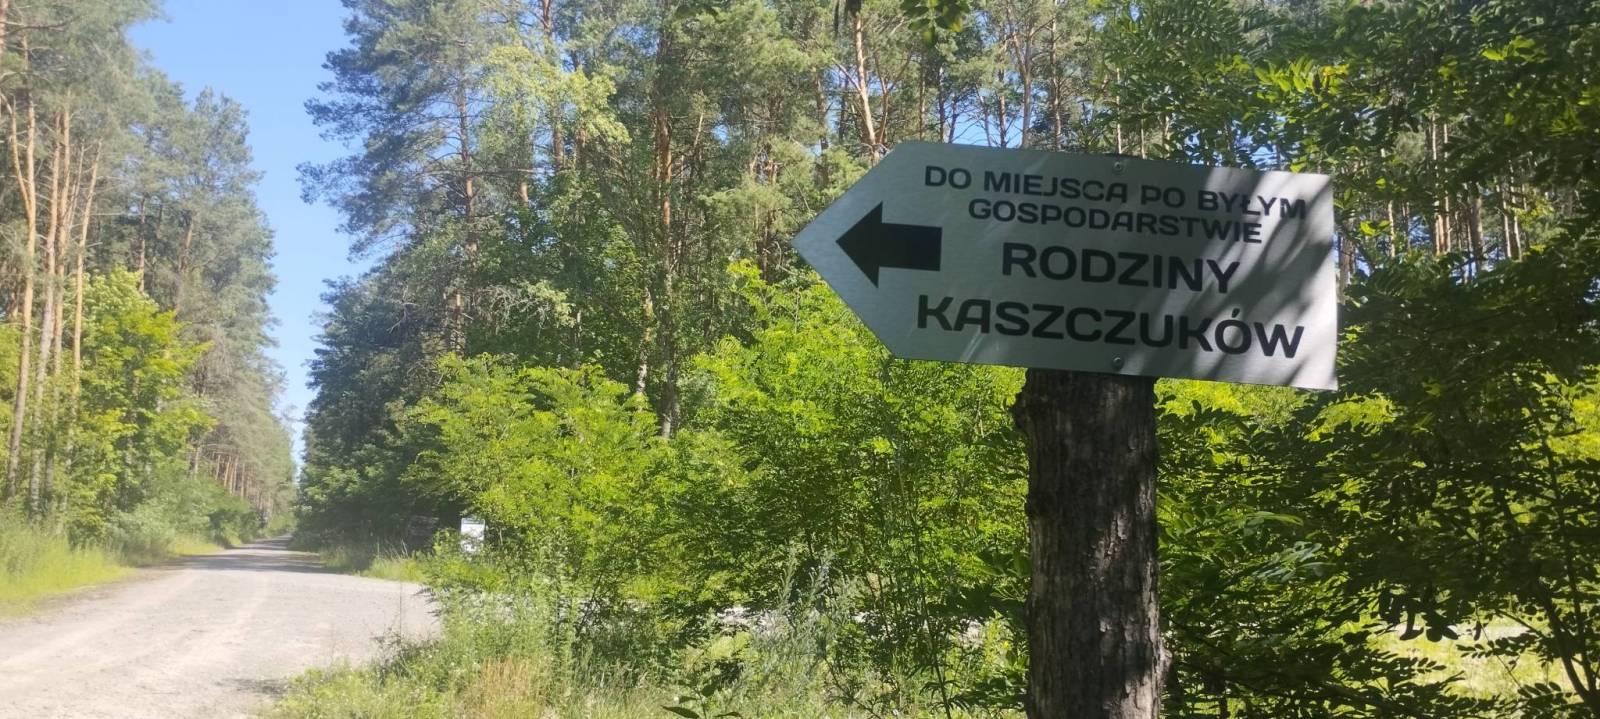 DO MIEJSCA PO BYŁYM
GOSPODARSTWIE
RODZINY
KASZCZUKÓW